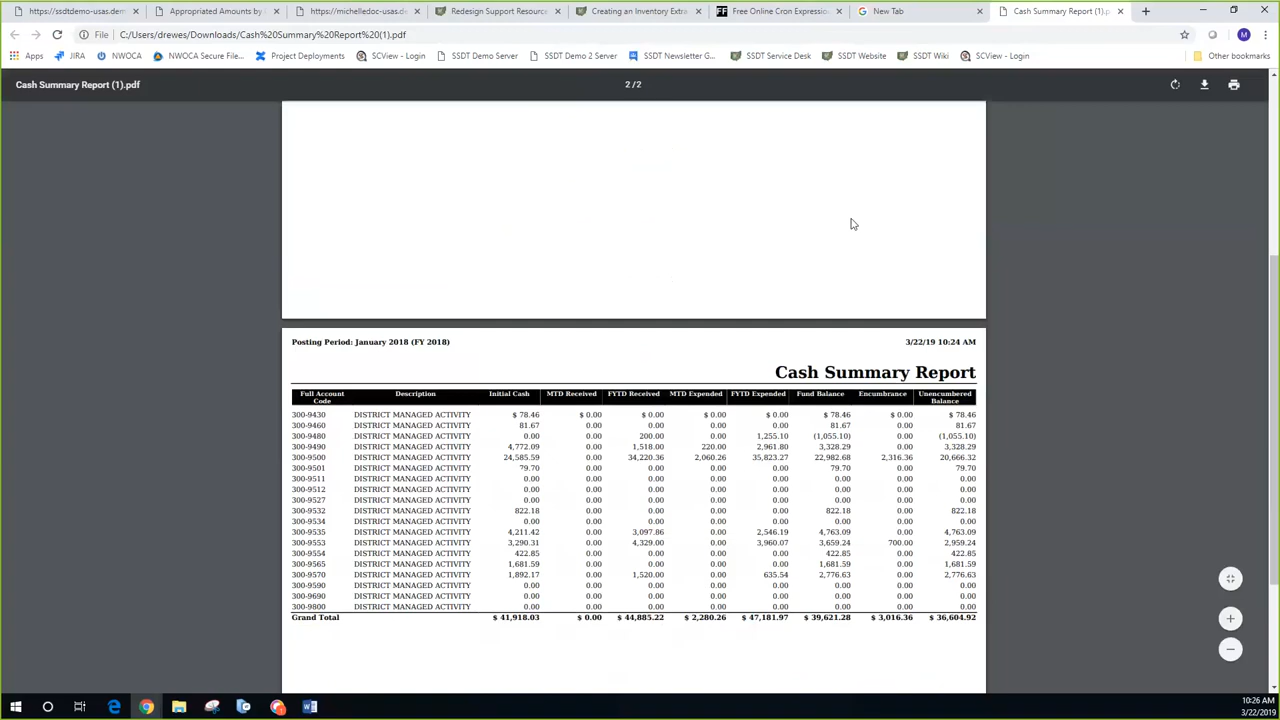 https://ssdtdemo-usas.dem
Appropriated Amounts by
https://michelledoc-usas.de
Redesign Support Resource
Creating an Inventory Extra
Free Online Cron Expression
New Tab
Cash Summary Report (1).p
File C:/Users/drewes/Downloads/Cash%20Summary%20Report%20(1).pdf
M
Apps JIRA NWOCA NWOCA Secure File... Project Deployments SCView - Login SSDT Demo Server SSDT Demo 2 Server SSDT Newsletter G... SSDT Service Desk SSDT Website SSDT Wiki SCView - Login Other bookmarks
Cash Summary Report (1).pdf 2 / 2
Posting Period: January 2018 (FY 2018) 3/22/19 10:24 AM
Cash Summary Report
Full Account Code Description Initial Cash MTD Received FYTD Received MTD Expended FYTD Expended Fund Balance Encumbrance Unencumbered Balance
300-9430 DISTRICT MANAGED ACTIVITY $ 78.46 $ 0.00 $ 0.00 $ 0.00 $ 0.00 $ 78.46 $ 0.00 $ 78.46
300-9460 DISTRICT MANAGED ACTIVITY 81.67 0.00 0.00 0.00 0.00 81.67 0.00 81.67
300-9480 DISTRICT MANAGED ACTIVITY 0.00 0.00 200.00 0.00 1,255.10 (1,055.10) 0.00 (1,055.10)
300-9490 DISTRICT MANAGED ACTIVITY 4,772.09 0.00 1,518.00 220.00 2,961.80 3,328.29 0.00 3,328.29
300-9500 DISTRICT MANAGED ACTIVITY 24,585.59 0.00 34,220.36 2,060.26 35,823.27 22,982.68 2,316.36 20,666.32
300-9501 DISTRICT MANAGED ACTIVITY 79.70 0.00 0.00 0.00 0.00 79.70 0.00 79.70
300-9511 DISTRICT MANAGED ACTIVITY 0.00 0.00 0.00 0.00 0.00 0.00 0.00 0.00
300-9512 DISTRICT MANAGED ACTIVITY 0.00 0.00 0.00 0.00 0.00 0.00 0.00 0.00
300-9527 DISTRICT MANAGED ACTIVITY 0.00 0.00 0.00 0.00 0.00 0.00 0.00 0.00
300-9532 DISTRICT MANAGED ACTIVITY 822.18 0.00 0.00 0.00 0.00 822.18 0.00 822.18
300-9534 DISTRICT MANAGED ACTIVITY 0.00 0.00 0.00 0.00 0.00 0.00 0.00 0.00
300-9535 DISTRICT MANAGED ACTIVITY 4,211.42 0.00 3,097.86 0.00 2,546.19 4,763.09 0.00 4,763.09
300-9553 DISTRICT MANAGED ACTIVITY 3,290.31 0.00 4,329.00 0.00 3,960.07 3,659.24 700.00 2,959.24
300-9554 DISTRICT MANAGED ACTIVITY 422.85 0.00 0.00 0.00 0.00 422.85 0.00 422.85
300-9565 DISTRICT MANAGED ACTIVITY 1,681.59 0.00 0.00 0.00 0.00 1,681.59 0.00 1,681.59
300-9570 DISTRICT MANAGED ACTIVITY 1,892.17 0.00 1,520.00 0.00 635.54 2,776.63 0.00 2,776.63
300-9590 DISTRICT MANAGED ACTIVITY 0.00 0.00 0.00 0.00 0.00 0.00 0.00 0.00
300-9690 DISTRICT MANAGED ACTIVITY 0.00 0.00 0.00 0.00 0.00 0.00 0.00 0.00
300-9800 DISTRICT MANAGED ACTIVITY 0.00 0.00 0.00 0.00 0.00 0.00 0.00 0.00
Grand Total $ 41,918.03 $ 0.00 $ 44,885.22 $ 2,280.26 $ 47,181.97 $ 39,621.28 $ 3,016.36 $ 36,604.92
10:26 AM
3/22/2019